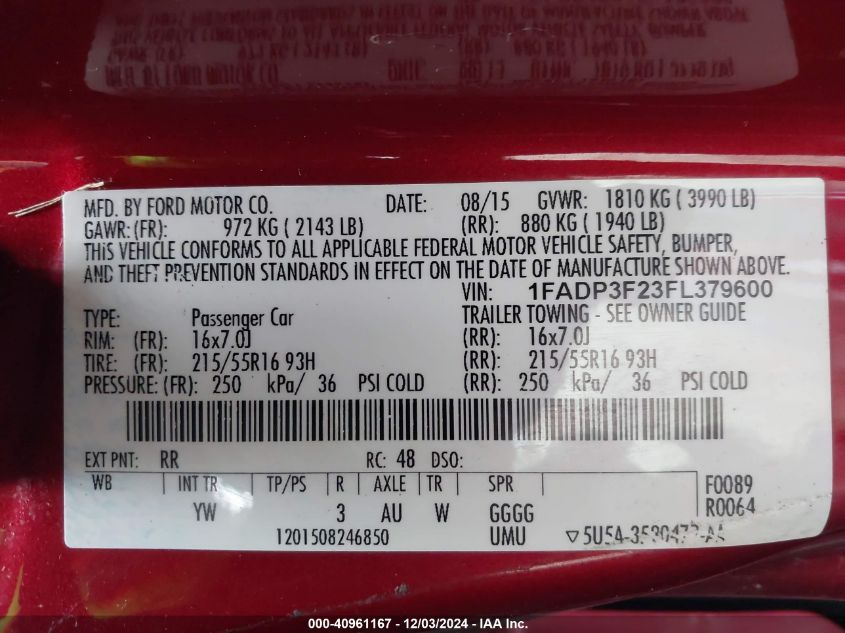 MFD. BY FORD MOTOR CO. DATE: 08/15 GVWR: 1810 KG ( 3990 LB)
GAWR: (FR): 972 KG ( 2143 LB) (RR): 880 KG ( 1940 LB)
THIS VEHICLE CONFORMS TO ALL APPLICABLE FEDERAL MOTOR VEHICLE SAFETY, BUMPER,
AND THEFT PREVENTION STANDARDS IN EFFECT ON THE DATE OF MANUFACTURE SHOWN ABOVE.
VIN: 1FADP3F23FL379600
TYPE: Passenger Car TRAILER TOWING - SEE OWNER GUIDE
RIM: (FR): 16x7.0J (RR): 16x7.0J
TIRE: (FR): 215/55R16 93H (RR): 215/55R16 93H
PRESSURE: (FR): 250 kPa/ 36 PSI COLD (RR): 250 kPa/ 36 PSI COLD
EXT PNT: RR RC: 48 DSO:
WB INT TR TP/PS R AXLE TR SPR F0089
YW 3 AU W GGGG R0064
1201508246850 UMU
000-40961167 - 12/03/2024 - IAA Inc.